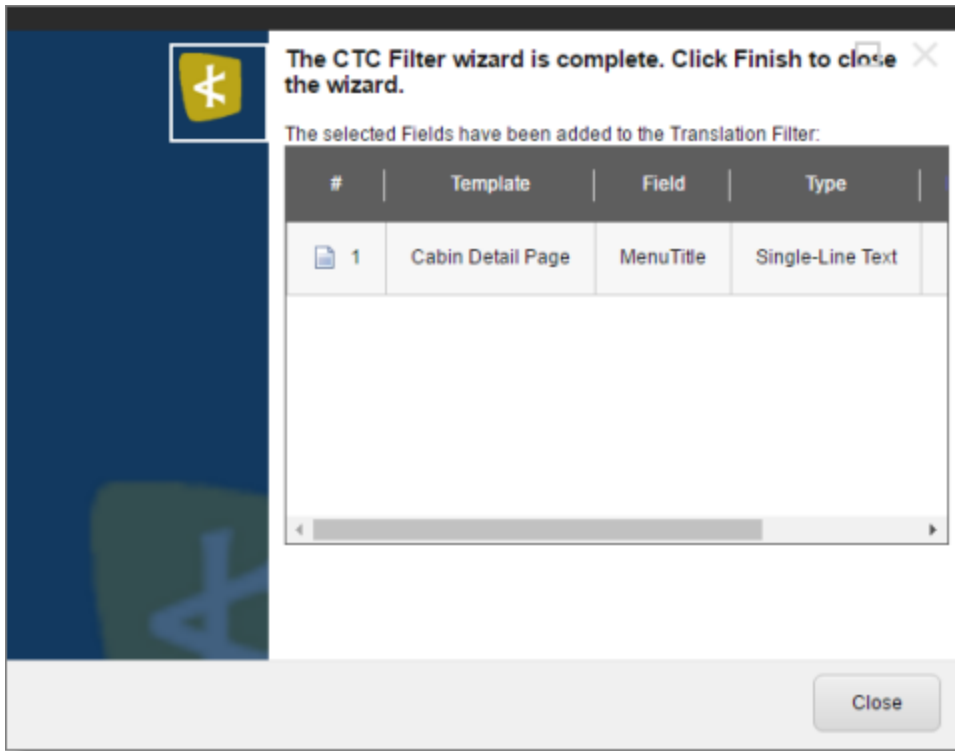 The CTC Filter wizard is complete. Click Finish to close
the wizard.
The selected Fields have been added to the Translation Filter:
# Template Field Type
1 Cabin Detail Page MenuTitle Single-Line Text
Close